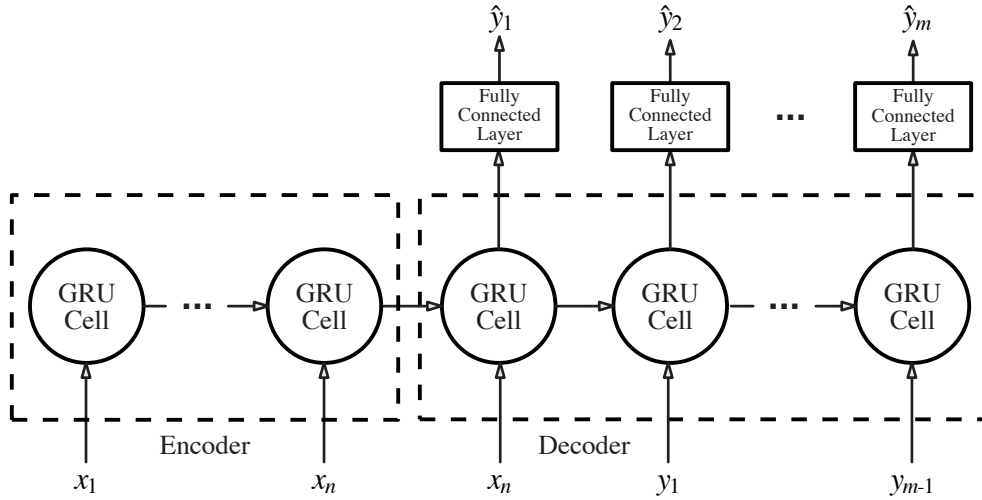 ŷ1 ŷ2 ŷm
Fully
Connected
Layer
Fully
Connected
Layer
...
Fully
Connected
Layer
GRU
Cell
...
GRU
Cell
GRU
Cell
GRU
Cell
...
GRU
Cell
Encoder
Decoder
x1 xn xn y1 ym-1